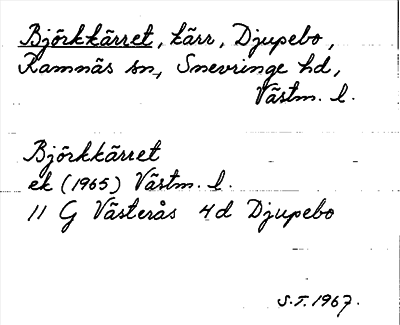 Björkkärret, kärr, Djupebo,
Ramnäs sn, Snevringe hd,
Västm. l.
Björkkärret
ek (1965) Västm. l.
11 G Västerås 4d Djupebo
S.T. 1967.